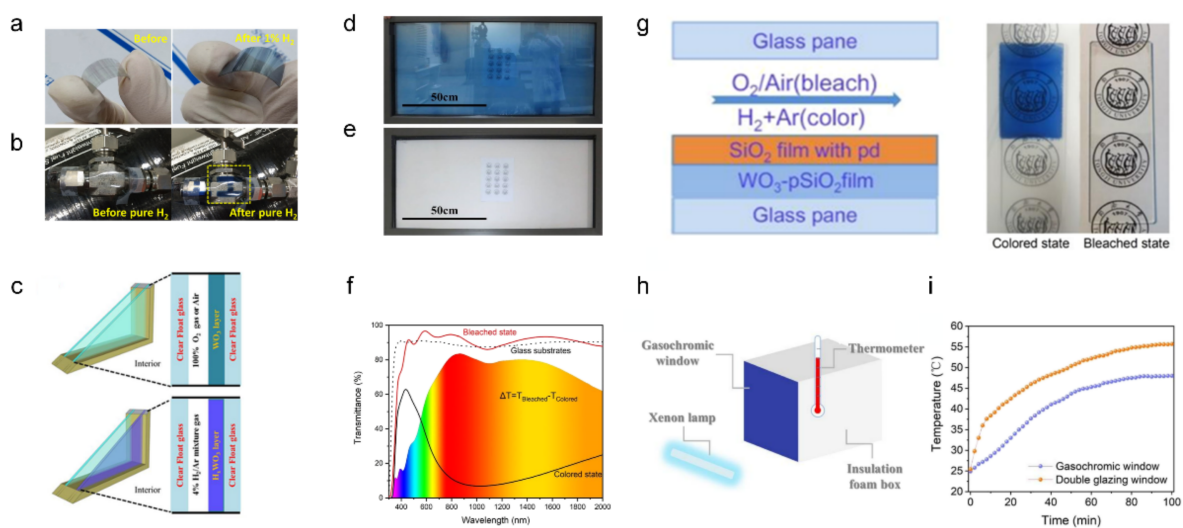 a
Before
After 1% H₂
b
Before pure H₂
After pure H₂
c
Interior
Clear Float glass
100% O₂ gas or Air
WO₃ layer
Clear Float glass
Interior
Clear Float glass
4% H₂/Ar mixture gas
HₓWO₃ layer
Clear Float glass
d
50cm
e
50cm
f
Bleached state
Glass substrates
ΔT=T_Bleached-T_Colored
Colored state
Transmittance (%)
100
80
60
40
20
0
400 600 800 1000 1200 1400 1600 1800 2000
Wavelength (nm)
g
Glass pane
O₂/Air(bleach)
H₂+Ar(color)
SiO₂ film with pd
WO₃-pSiO₂film
Glass pane
Colored state
Bleached state
h
Gasochromic
window
Thermometer
Xenon lamp
Insulation
foam box
i
Temperature (℃)
60
55
50
45
40
35
30
25
20
Gasochromic window
Double glazing window
0 20 40 60 80 100
Time (min)